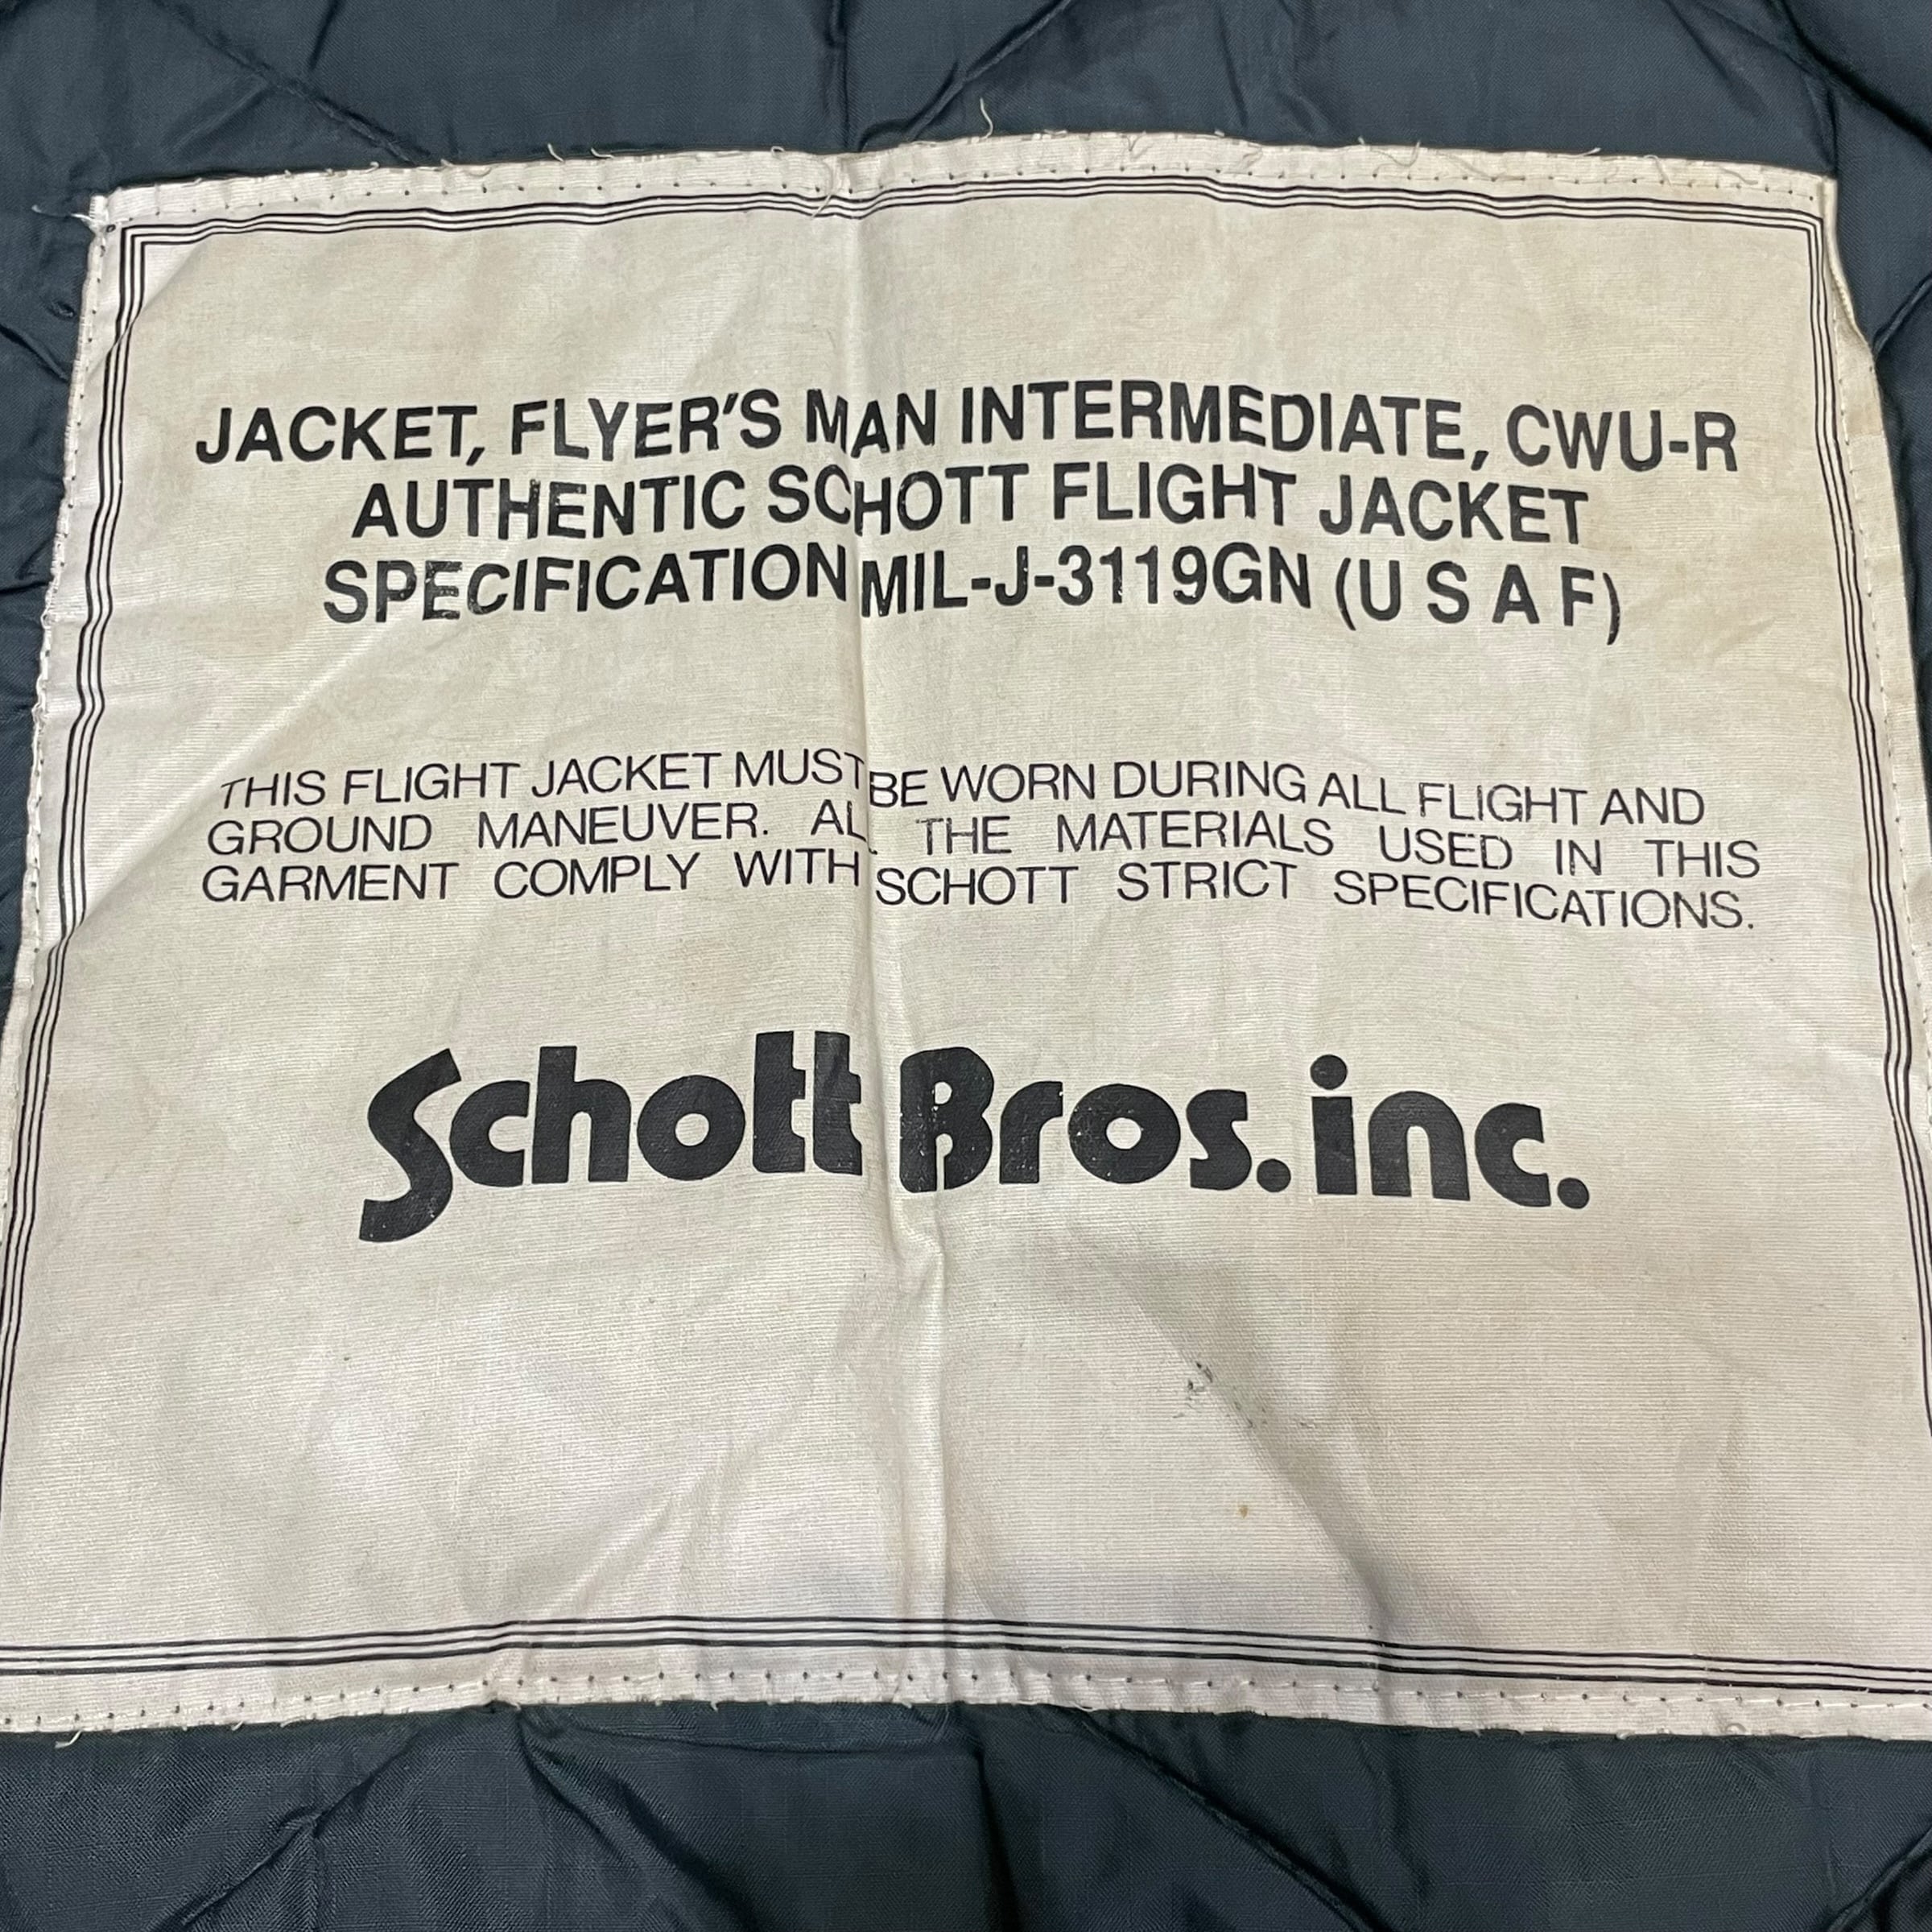 JACKET, FLYER'S MAN INTERMEDIATE, CWU-R
AUTHENTIC SCHOTT FLIGHT JACKET
SPECIFICATION MIL-J-3119GN (U S A F)
THIS FLIGHT JACKET MUST BE WORN DURING ALL FLIGHT AND
GROUND MANEUVER. ALL THE MATERIALS USED IN THIS
GARMENT COMPLY WITH SCHOTT STRICT SPECIFICATIONS.
Schott Bros. inc.